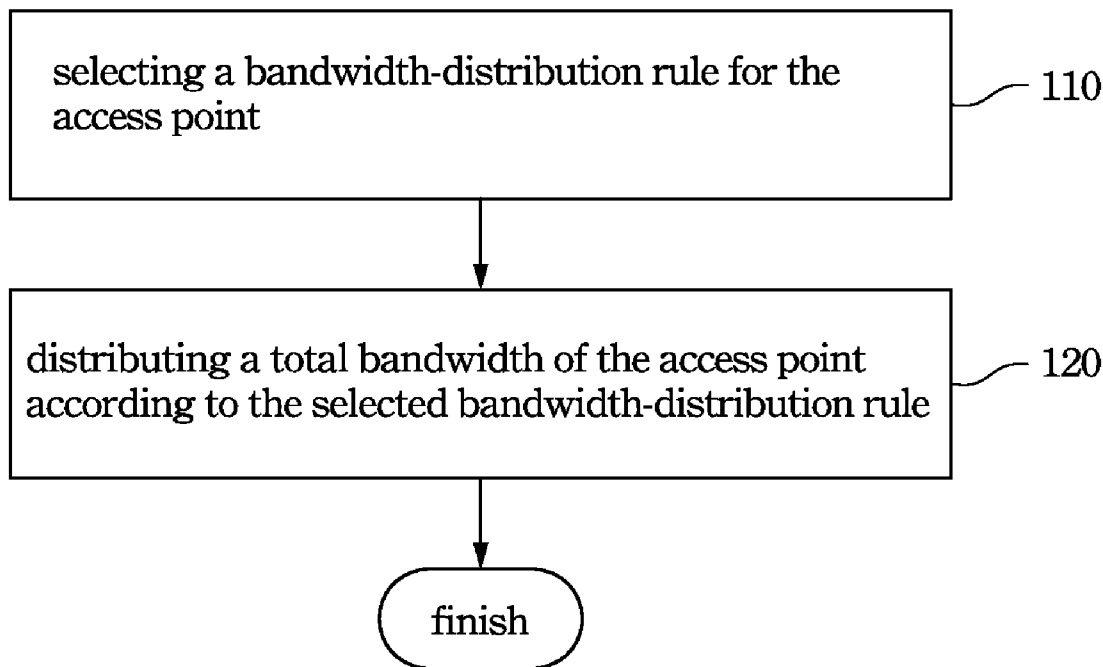 selecting a bandwidth-distribution rule for the
access point
110
distributing a total bandwidth of the access point
according to the selected bandwidth-distribution rule
120
finish